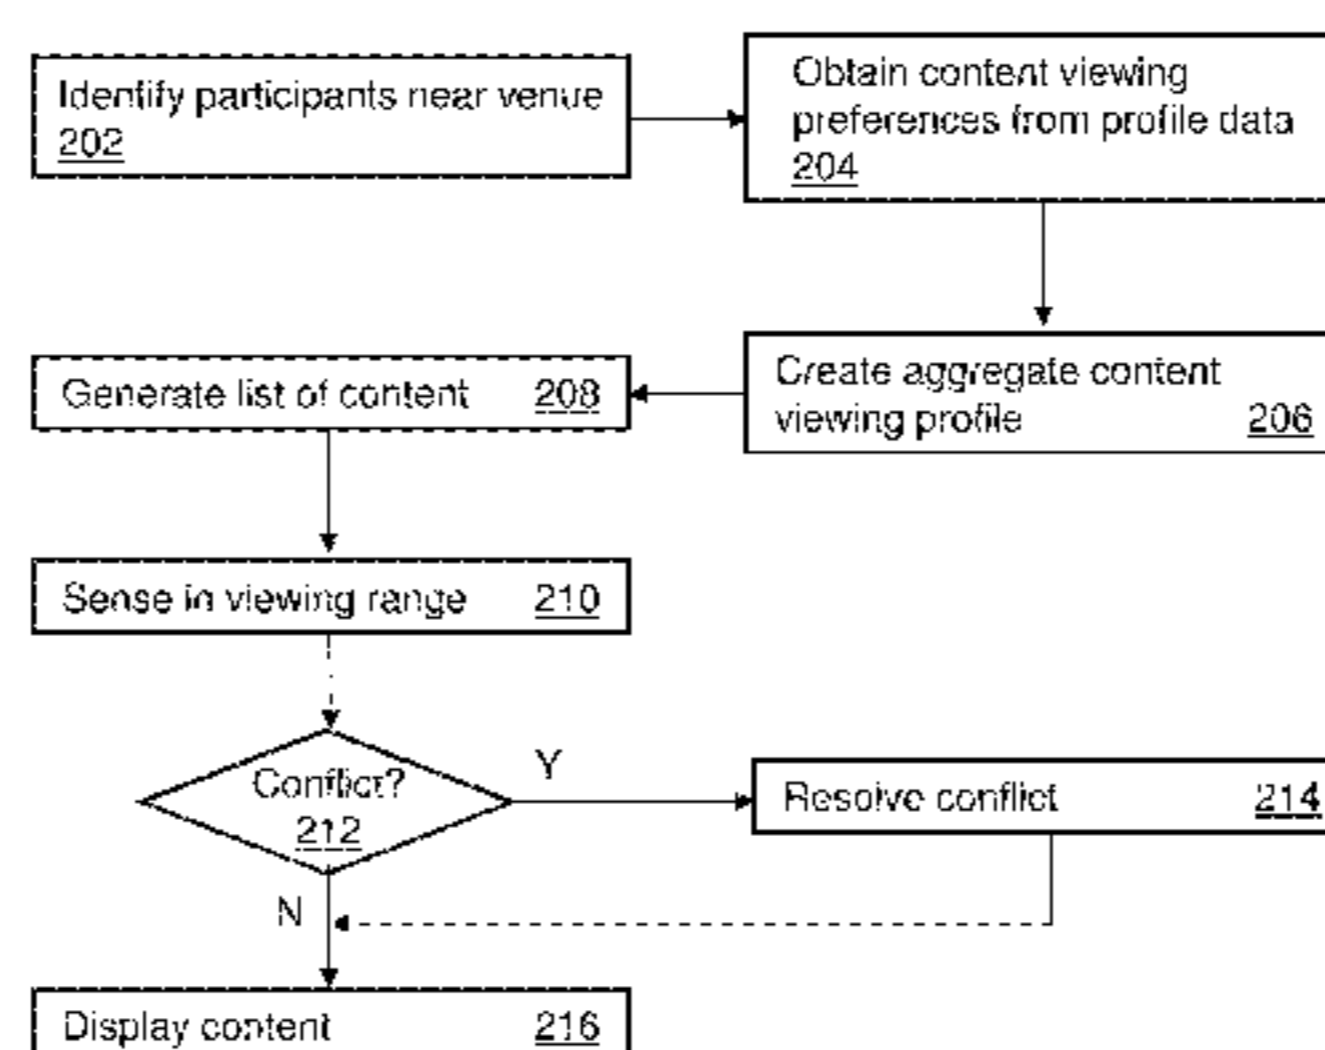 Identify participants near venue
202
Obtain content viewing
preferences from profile data
204
Create aggregate content
viewing profile 206
Generate list of content 208
Sense in viewing range 210
Conflict?
212
Y
Resolve conflict 214
N
Display content 216